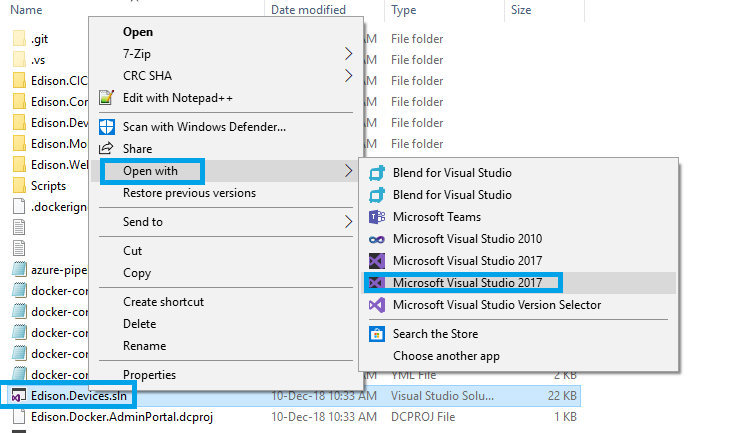 Name Date modified Type Size
.git AM File folder
.vs AM File folder
Edison.CIC AM File folder
Edison.Cor AM File folder
Edison.Dev AM File folder
Edison.Mo AM File folder
Edison.Wel AM File folder
Scripts AM File folder
.dockerign
azure-pipe
docker-cor
docker-cor
docker-cor
docker-cor YML File 2 KB
Edison.Devices.sln 10-Dec-18 10:33 AM Visual Studio Solu... 22 KB
Edison.Docker.AdminPortal.dcproj 10-Dec-18 10:33 AM DCPROJ File 1 KB
Open
7-Zip
CRC SHA
Edit with Notepad++
Scan with Windows Defender...
Share
Open with
Restore previous versions
Send to
Cut
Copy
Create shortcut
Delete
Rename
Properties
Blend for Visual Studio
Blend for Visual Studio
Microsoft Teams
Microsoft Visual Studio 2010
Microsoft Visual Studio 2017
Microsoft Visual Studio 2017
Microsoft Visual Studio Version Selector
Search the Store
Choose another app